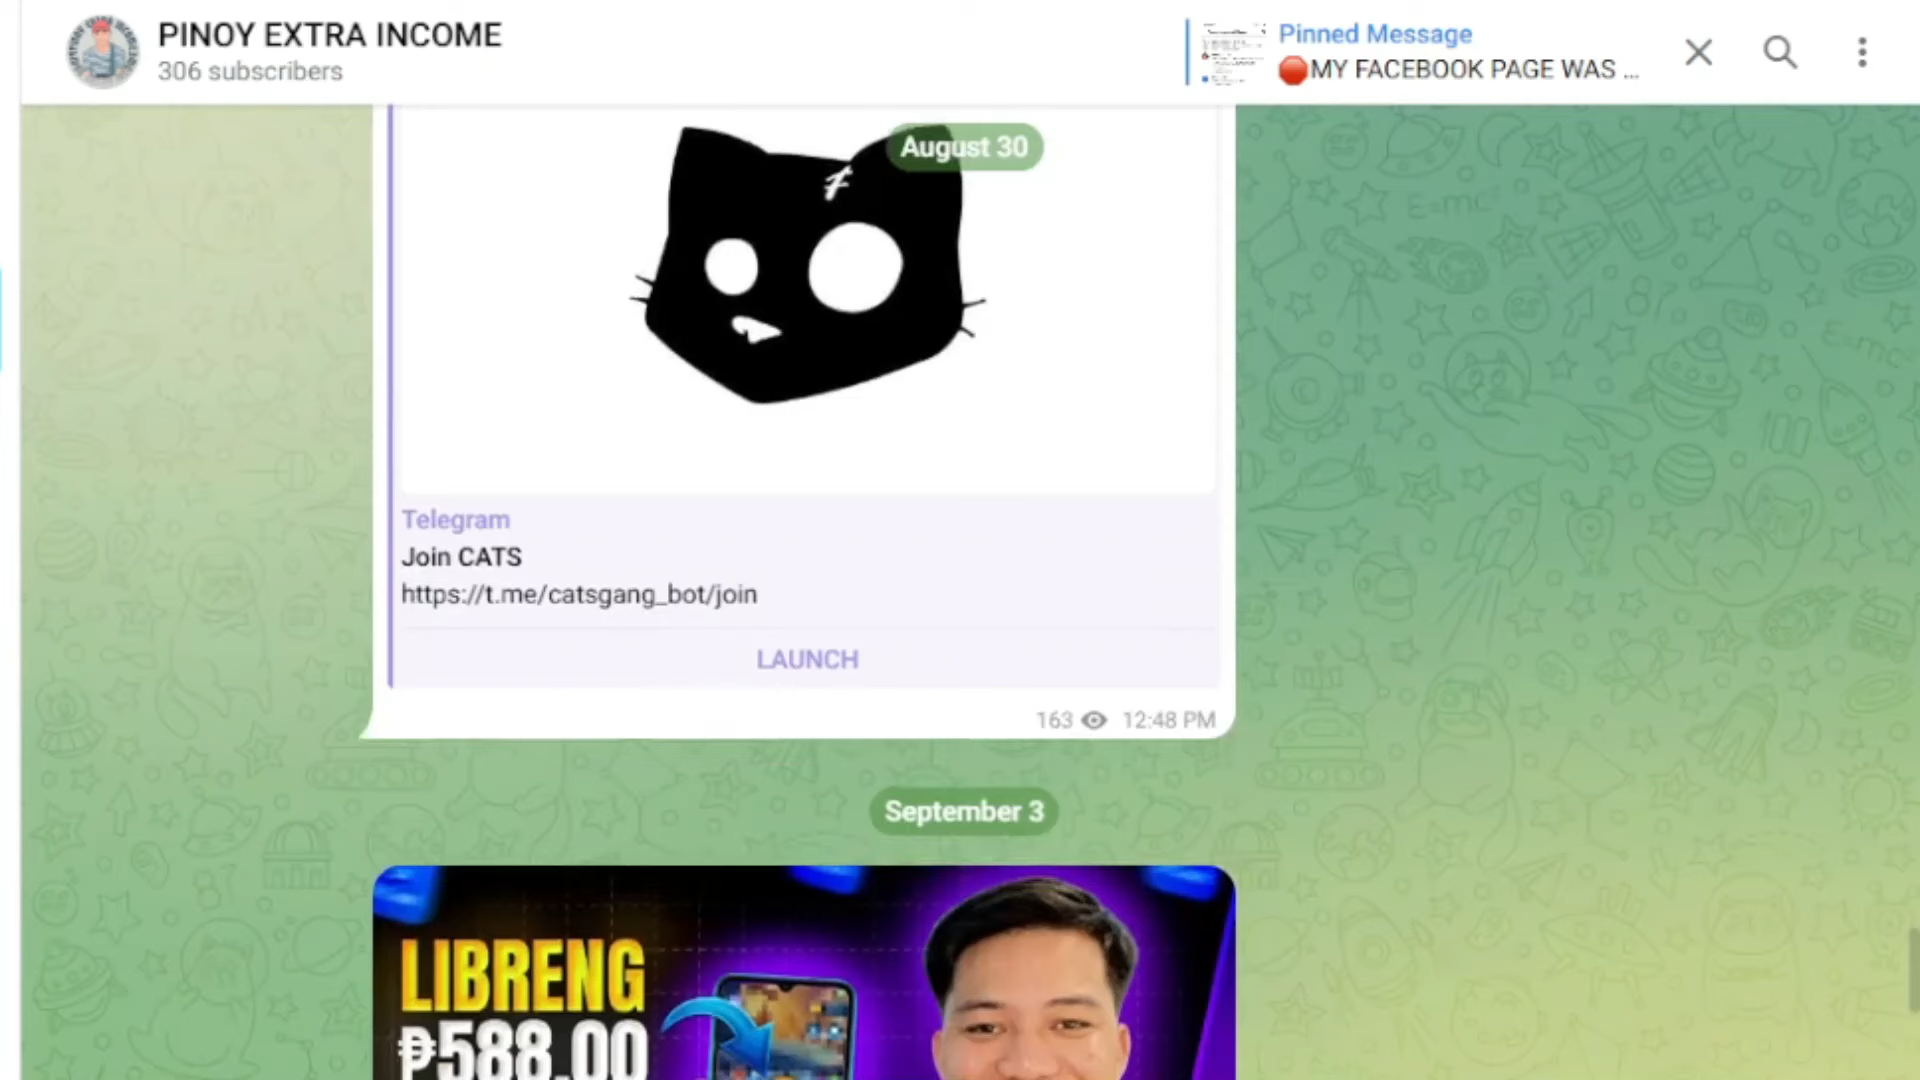 PINOY EXTRA INCOME
306 subscribers
Pinned Message
🛑MY FACEBOOK PAGE WAS ...
August 30
Telegram
Join CATS
https://t.me/catsgang_bot/join
LAUNCH
163 12:48 PM
September 3
LIBRENG
₱588.00